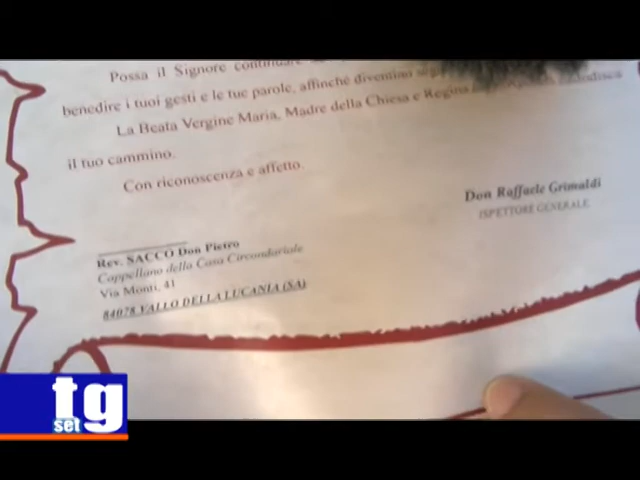 Possa il Signore continuare
benedire i tuoi gesti e le tue parole, affinché diventino
La Beata Vergine Maria, Madre della Chiesa e Regina
il tuo cammino.
Con riconoscenza e affetto.
Don Raffaele Grimaldi
ISPETTORE GENERALE
Rev. SACCO Don Pietro
Cappellano della Casa Circondariale
Via Monti, 41
84078 VALLO DELLA LUCANIA (SA)
tg
set